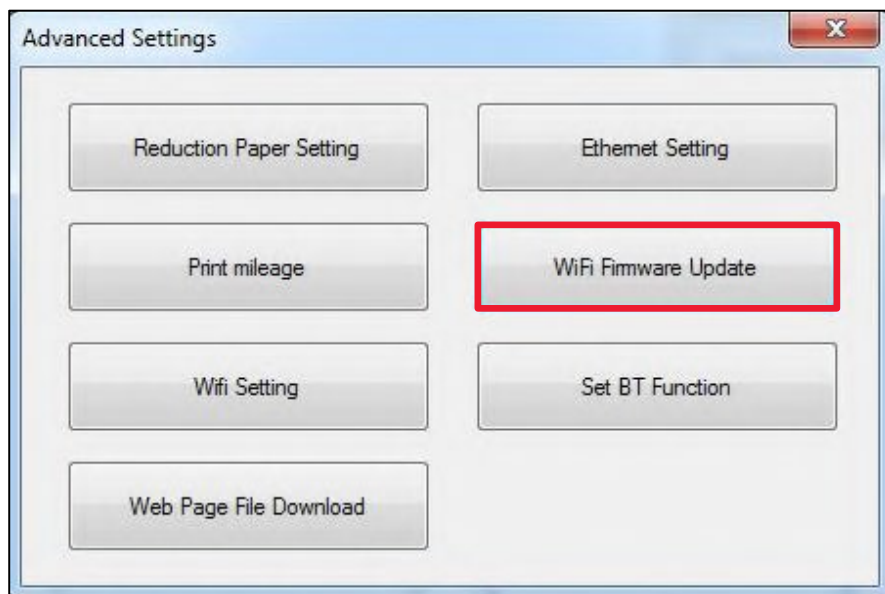 Advanced Settings
Reduction Paper Setting
Ethernet Setting
Print mileage
WiFi Firmware Update
Wifi Setting
Set BT Function
Web Page File Download